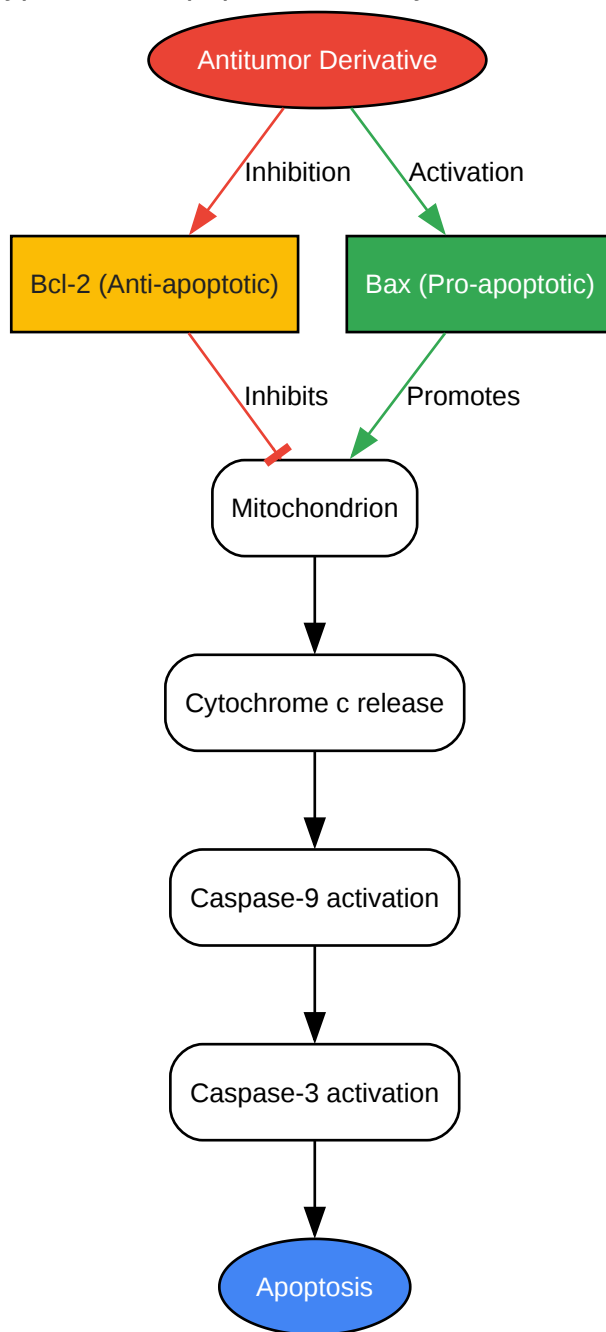 Antitumor Derivative
Inhibition
Activation
Bcl-2 (Anti-apoptotic)
Bax (Pro-apoptotic)
Inhibits
Promotes
Mitochondrion
Cytochrome c release
Caspase-9 activation
Caspase-3 activation
Apoptosis